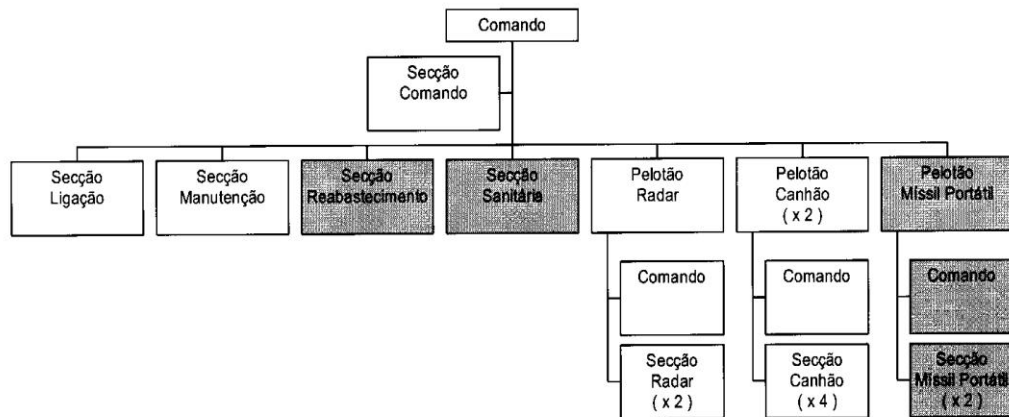 Comando
Secção
Comando
Secção
Ligação
Secção
Manutenção
Secção
Reabastecimento
Secção
Sanitária
Pelotão
Radar
Pelotão
Canhão
( x 2 )
Pelotão
Míssil Portátil
Comando
Comando
Comando
Secção
Radar
( x 2 )
Secção
Canhão
( x 4 )
Secção
Míssil Portátil
( x 2 )